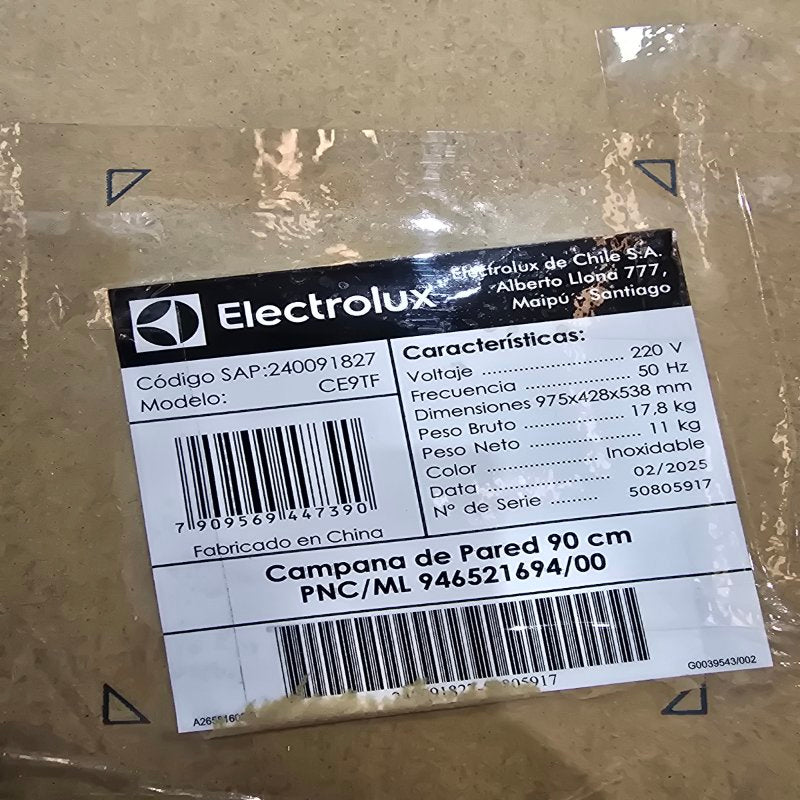 Electrolux
Electrolux de Chile S.A.
Alberto Llona 777,
Maipú - Santiago
Código SAP:240091827
Modelo: CE9TF
7 909569 447390
Fabricado en China
Características:
Voltaje .......................... 220 V
Frecuencia .................... 50 Hz
Dimensiones 975x428x538 mm
Peso Bruto ................ 17,8 kg
Peso Neto .................. 11 kg
Color .................... Inoxidable
Data ...................... 02/2025
Nº de Serie ......... 50805917
Campana de Pared 90 cm
PNC/ML 946521694/00
G0039543/002